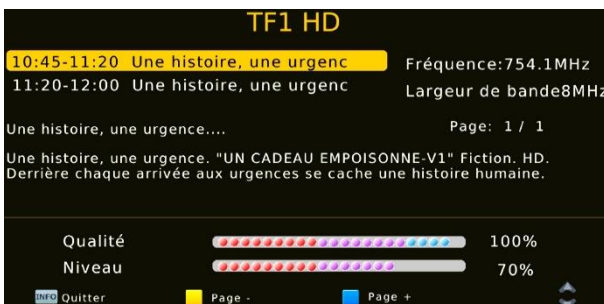 TF1 HD
10:45-11:20 Une histoire, une urgenc
11:20-12:00 Une histoire, une urgenc
Fréquence:754.1MHz
Largeur de bande8MHz
Une histoire, une urgence....
Page: 1 / 1
Une histoire, une urgence. "UN CADEAU EMPOISONNE-V1" Fiction. HD.
Derrière chaque arrivée aux urgences se cache une histoire humaine.
Qualité 100%
Niveau 70%
INFO Quitter Page - Page +